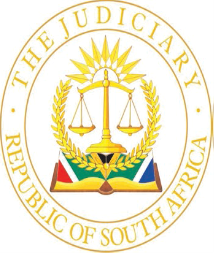 · THE JUDICIARY ·
REPUBLIC OF SOUTH AFRICA